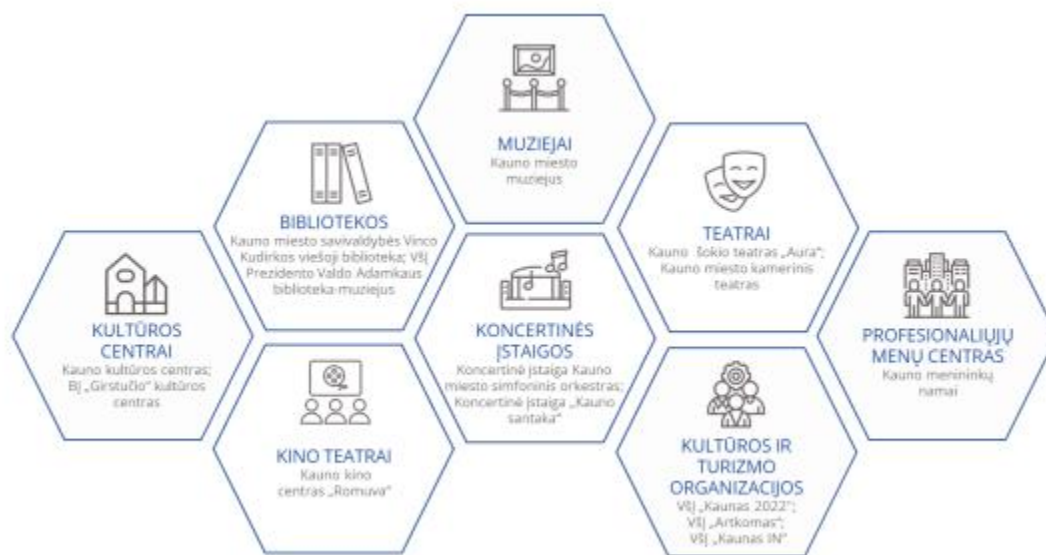 MUZIEJAI
Kauno miesto
muziejus
BIBLIOTEKOS
Kauno miesto savivaldybės Vinco
Kudirkos viešoji biblioteka; VšĮ
Prezidento Valdo Adamkaus
biblioteka-muziejus
TEATRAI
Kauno šokio teatras „Aura“;
Kauno miesto kamerinis
teatras
KULTŪROS
CENTRAI
Kauno kultūros centras;
BĮ „Girstučio“ kultūros
centras
KONCERTINĖS
ĮSTAIGOS
Koncertinė įstaiga Kauno
miesto simfoninis orkestras;
Koncertinė įstaiga „Kauno
santaka“
PROFESIONALIŲJŲ
MENŲ CENTRAS
Kauno menininkų
namai
KINO TEATRAI
Kauno kino
centras „Romuva“
KULTŪROS IR
TURIZMO
ORGANIZACIJOS
VšĮ „Kaunas 2022“;
VšĮ „Artkomas“;
VšĮ „Kaunas IN“